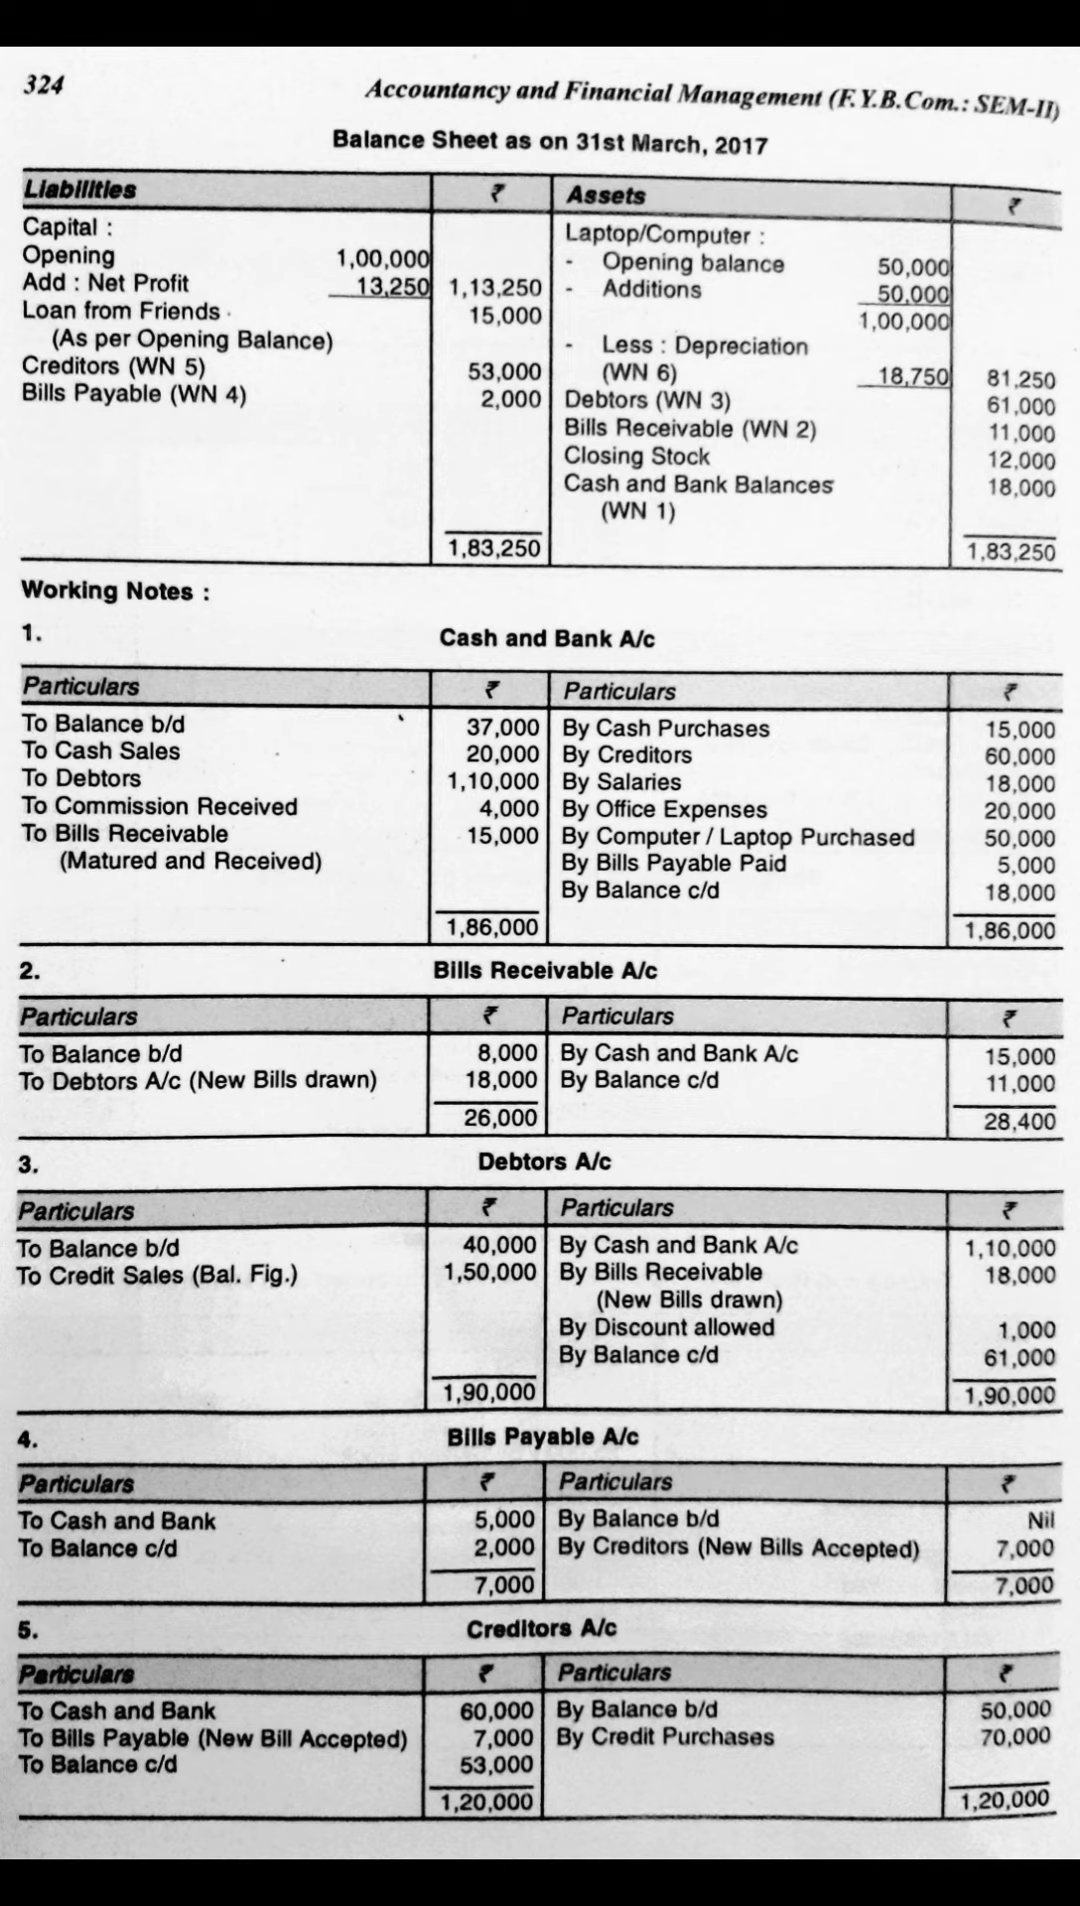 324 Accountancy and Financial Management (F.Y.B.Com.: SEM-II)
Balance Sheet as on 31st March, 2017
Liabilities ₹ Assets ₹
Capital : Laptop/Computer :
Opening 1,00,000 - Opening balance 50,000
Add : Net Profit 13,250 1,13,250 - Additions 50,000
Loan from Friends 15,000 1,00,000
(As per Opening Balance) - Less : Depreciation
Creditors (WN 5) 53,000 (WN 6) 18,750 81,250
Bills Payable (WN 4) 2,000 Debtors (WN 3) 61,000
Bills Receivable (WN 2) 11,000
Closing Stock 12,000
Cash and Bank Balances 18,000
(WN 1)
1,83,250 1,83,250
Working Notes :
1. Cash and Bank A/c
Particulars ₹ Particulars ₹
To Balance b/d 37,000 By Cash Purchases 15,000
To Cash Sales 20,000 By Creditors 60,000
To Debtors 1,10,000 By Salaries 18,000
To Commission Received 4,000 By Office Expenses 20,000
To Bills Receivable 15,000 By Computer / Laptop Purchased 50,000
(Matured and Received) By Bills Payable Paid 5,000
By Balance c/d 18,000
1,86,000 1,86,000
2. Bills Receivable A/c
Particulars ₹ Particulars ₹
To Balance b/d 8,000 By Cash and Bank A/c 15,000
To Debtors A/c (New Bills drawn) 18,000 By Balance c/d 11,000
26,000 28,400
3. Debtors A/c
Particulars ₹ Particulars ₹
To Balance b/d 40,000 By Cash and Bank A/c 1,10,000
To Credit Sales (Bal. Fig.) 1,50,000 By Bills Receivable 18,000
(New Bills drawn)
By Discount allowed 1,000
By Balance c/d 61,000
1,90,000 1,90,000
4. Bills Payable A/c
Particulars ₹ Particulars ₹
To Cash and Bank 5,000 By Balance b/d Nil
To Balance c/d 2,000 By Creditors (New Bills Accepted) 7,000
7,000 7,000
5. Creditors A/c
Particulars ₹ Particulars ₹
To Cash and Bank 60,000 By Balance b/d 50,000
To Bills Payable (New Bill Accepted) 7,000 By Credit Purchases 70,000
To Balance c/d 53,000
1,20,000 1,20,000